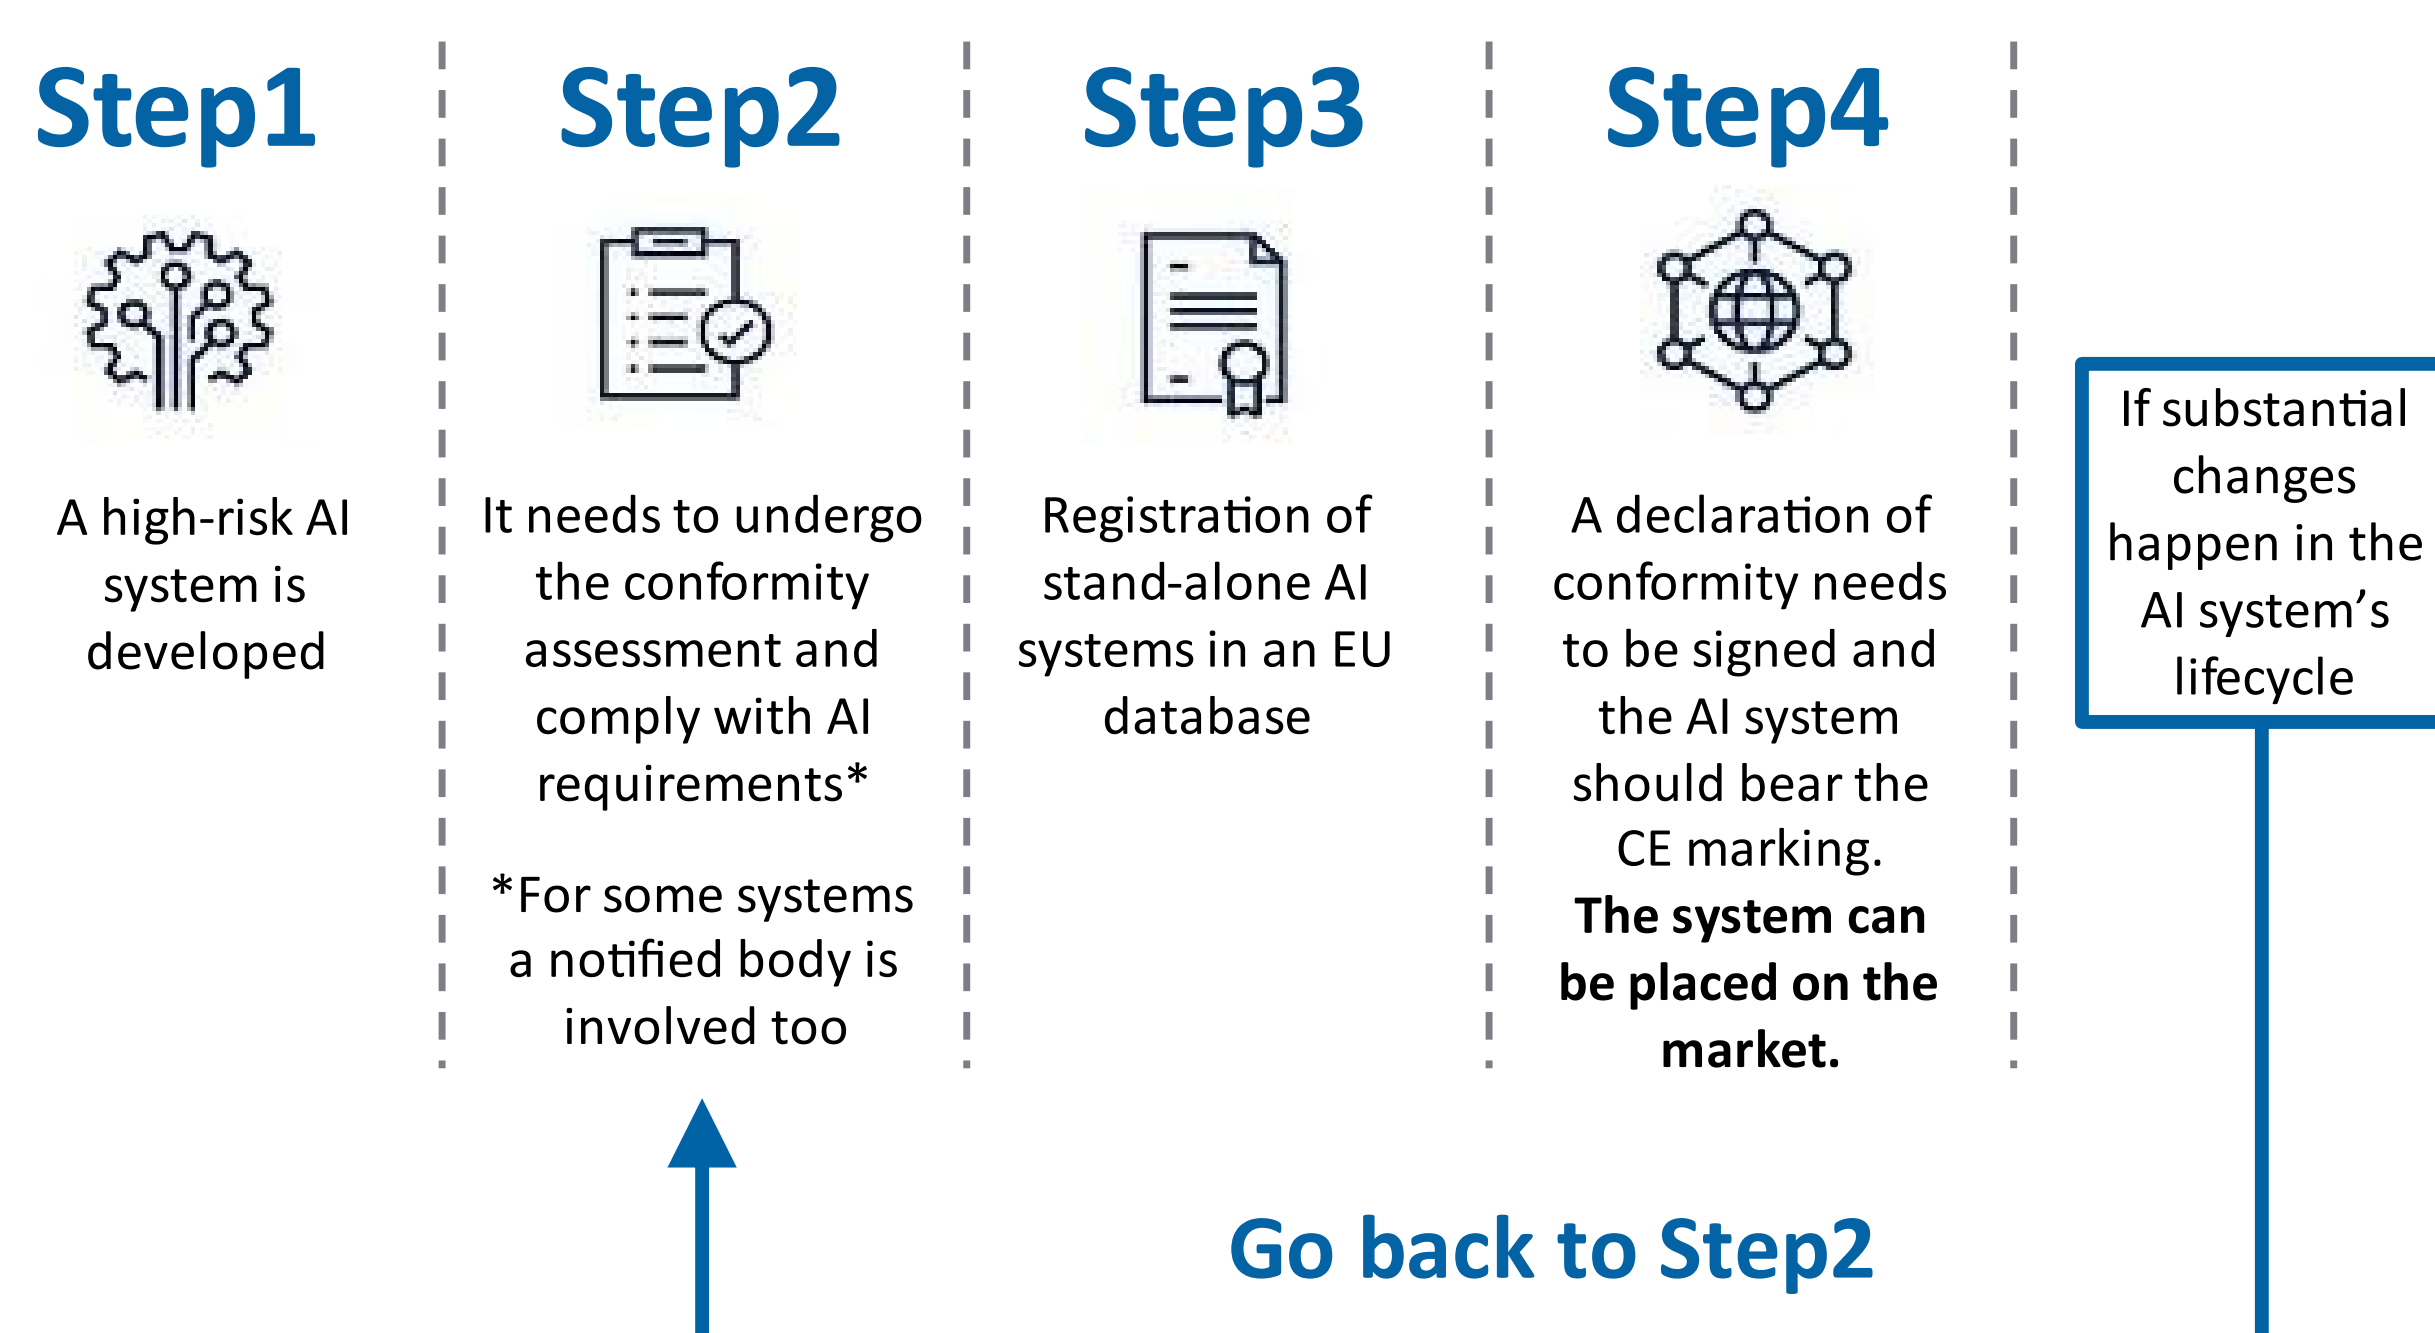 Step1
A high-risk AI
system is
developed
Step2
It needs to undergo
the conformity
assessment and
comply with AI
requirements*
*For some systems
a notified body is
involved too
Step3
Registration of
stand-alone AI
systems in an EU
database
Step4
A declaration of
conformity needs
to be signed and
the AI system
should bear the
CE marking.
The system can
be placed on the
market.
If substantial
changes
happen in the
AI system’s
lifecycle
Go back to Step2